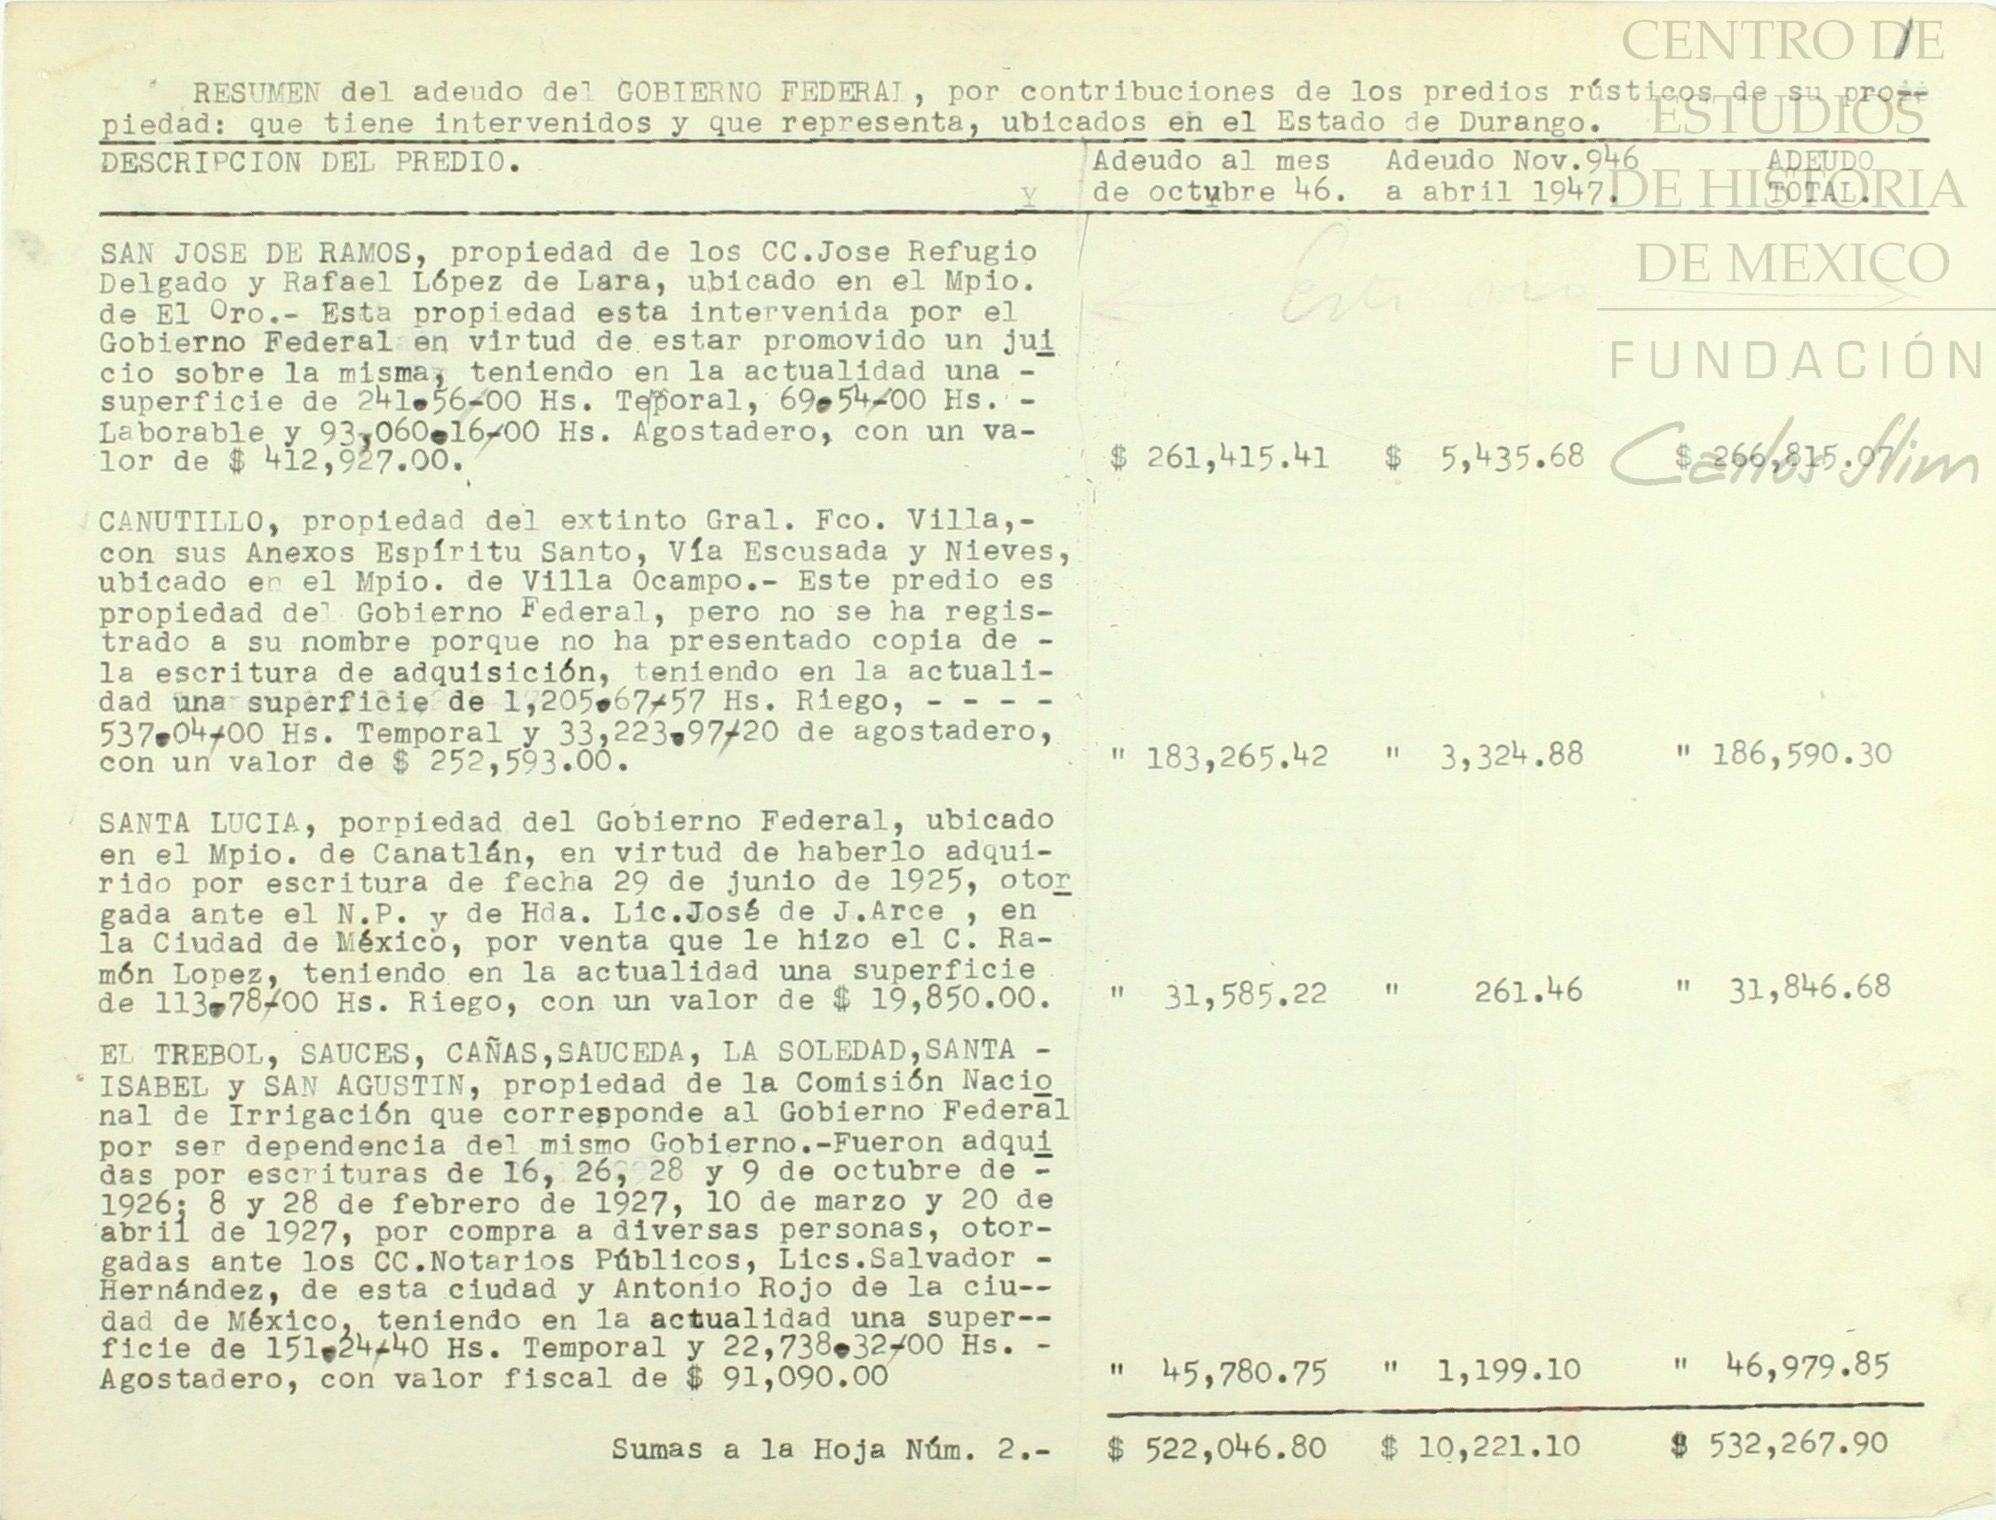 CENTRO DE
ESTUDIOS
DE HISTORIA
DE MEXICO
FUNDACIÓN
Carlos Slim
RESUMEN del adeudo del GOBIERNO FEDERAL, por contribuciones de los predios rústicos de su pro--
piedad: que tiene intervenidos y que representa, ubicados en el Estado de Durango.
DESCRIPCION DEL PREDIO. Adeudo al mes Adeudo Nov.946 ADEUDO
y de octubre 46. a abril 1947. TOTAL.
SAN JOSE DE RAMOS, propiedad de los CC.Jose Refugio
Delgado y Rafael López de Lara, ubicado en el Mpio.
de El Oro.- Esta propiedad esta intervenida por el
Gobierno Federal en virtud de estar promovido un jui
cio sobre la misma, teniendo en la actualidad una -
superficie de 241.56-00 Hs. Teporal, 69.54-00 Hs. -
Laborable y 93,060.16-00 Hs. Agostadero, con un va-
lor de $ 412,927.00. $ 261,415.41 $ 5,435.68 $ 266,815.07
CANUTILLO, propiedad del extinto Gral. Fco. Villa,-
con sus Anexos Espíritu Santo, Vía Escusada y Nieves,
ubicado en el Mpio. de Villa Ocampo.- Este predio es
propiedad del Gobierno Federal, pero no se ha regis-
trado a su nombre porque no ha presentado copia de -
la escritura de adquisición, teniendo en la actuali-
dad una superficie de 1,205.67-57 Hs. Riego, - - - -
537.04-00 Hs. Temporal y 33,223.97-20 de agostadero,
con un valor de $ 252,593.00. " 183,265.42 " 3,324.88 " 186,590.30
SANTA LUCIA, porpiedad del Gobierno Federal, ubicado
en el Mpio. de Canatlán, en virtud de haberlo adqui-
rido por escritura de fecha 29 de junio de 1925, otor
gada ante el N.P. y de Hda. Lic.José de J.Arce , en
la Ciudad de México, por venta que le hizo el C. Ra-
món Lopez, teniendo en la actualidad una superficie
de 113.78-00 Hs. Riego, con un valor de $ 19,850.00. " 31,585.22 " 261.46 " 31,846.68
EL TREBOL, SAUCES, CAÑAS,SAUCEDA, LA SOLEDAD,SANTA -
ISABEL y SAN AGUSTIN, propiedad de la Comisión Nacio
nal de Irrigación que corresponde al Gobierno Federal
por ser dependencia del mismo Gobierno.-Fueron adqui
das por escrituras de 16, 26, 28 y 9 de octubre de -
1926; 8 y 28 de febrero de 1927, 10 de marzo y 20 de
abril de 1927, por compra a diversas personas, otor-
gadas ante los CC.Notarios Públicos, Lics.Salvador -
Hernández, de esta ciudad y Antonio Rojo de la ciu--
dad de México, teniendo en la actualidad una super--
ficie de 151.24-40 Hs. Temporal y 22,738.32-00 Hs. -
Agostadero, con valor fiscal de $ 91,090.00 " 45,780.75 " 1,199.10 " 46,979.85
Sumas a la Hoja Núm. 2.- $ 522,046.80 $ 10,221.10 $ 532,267.90